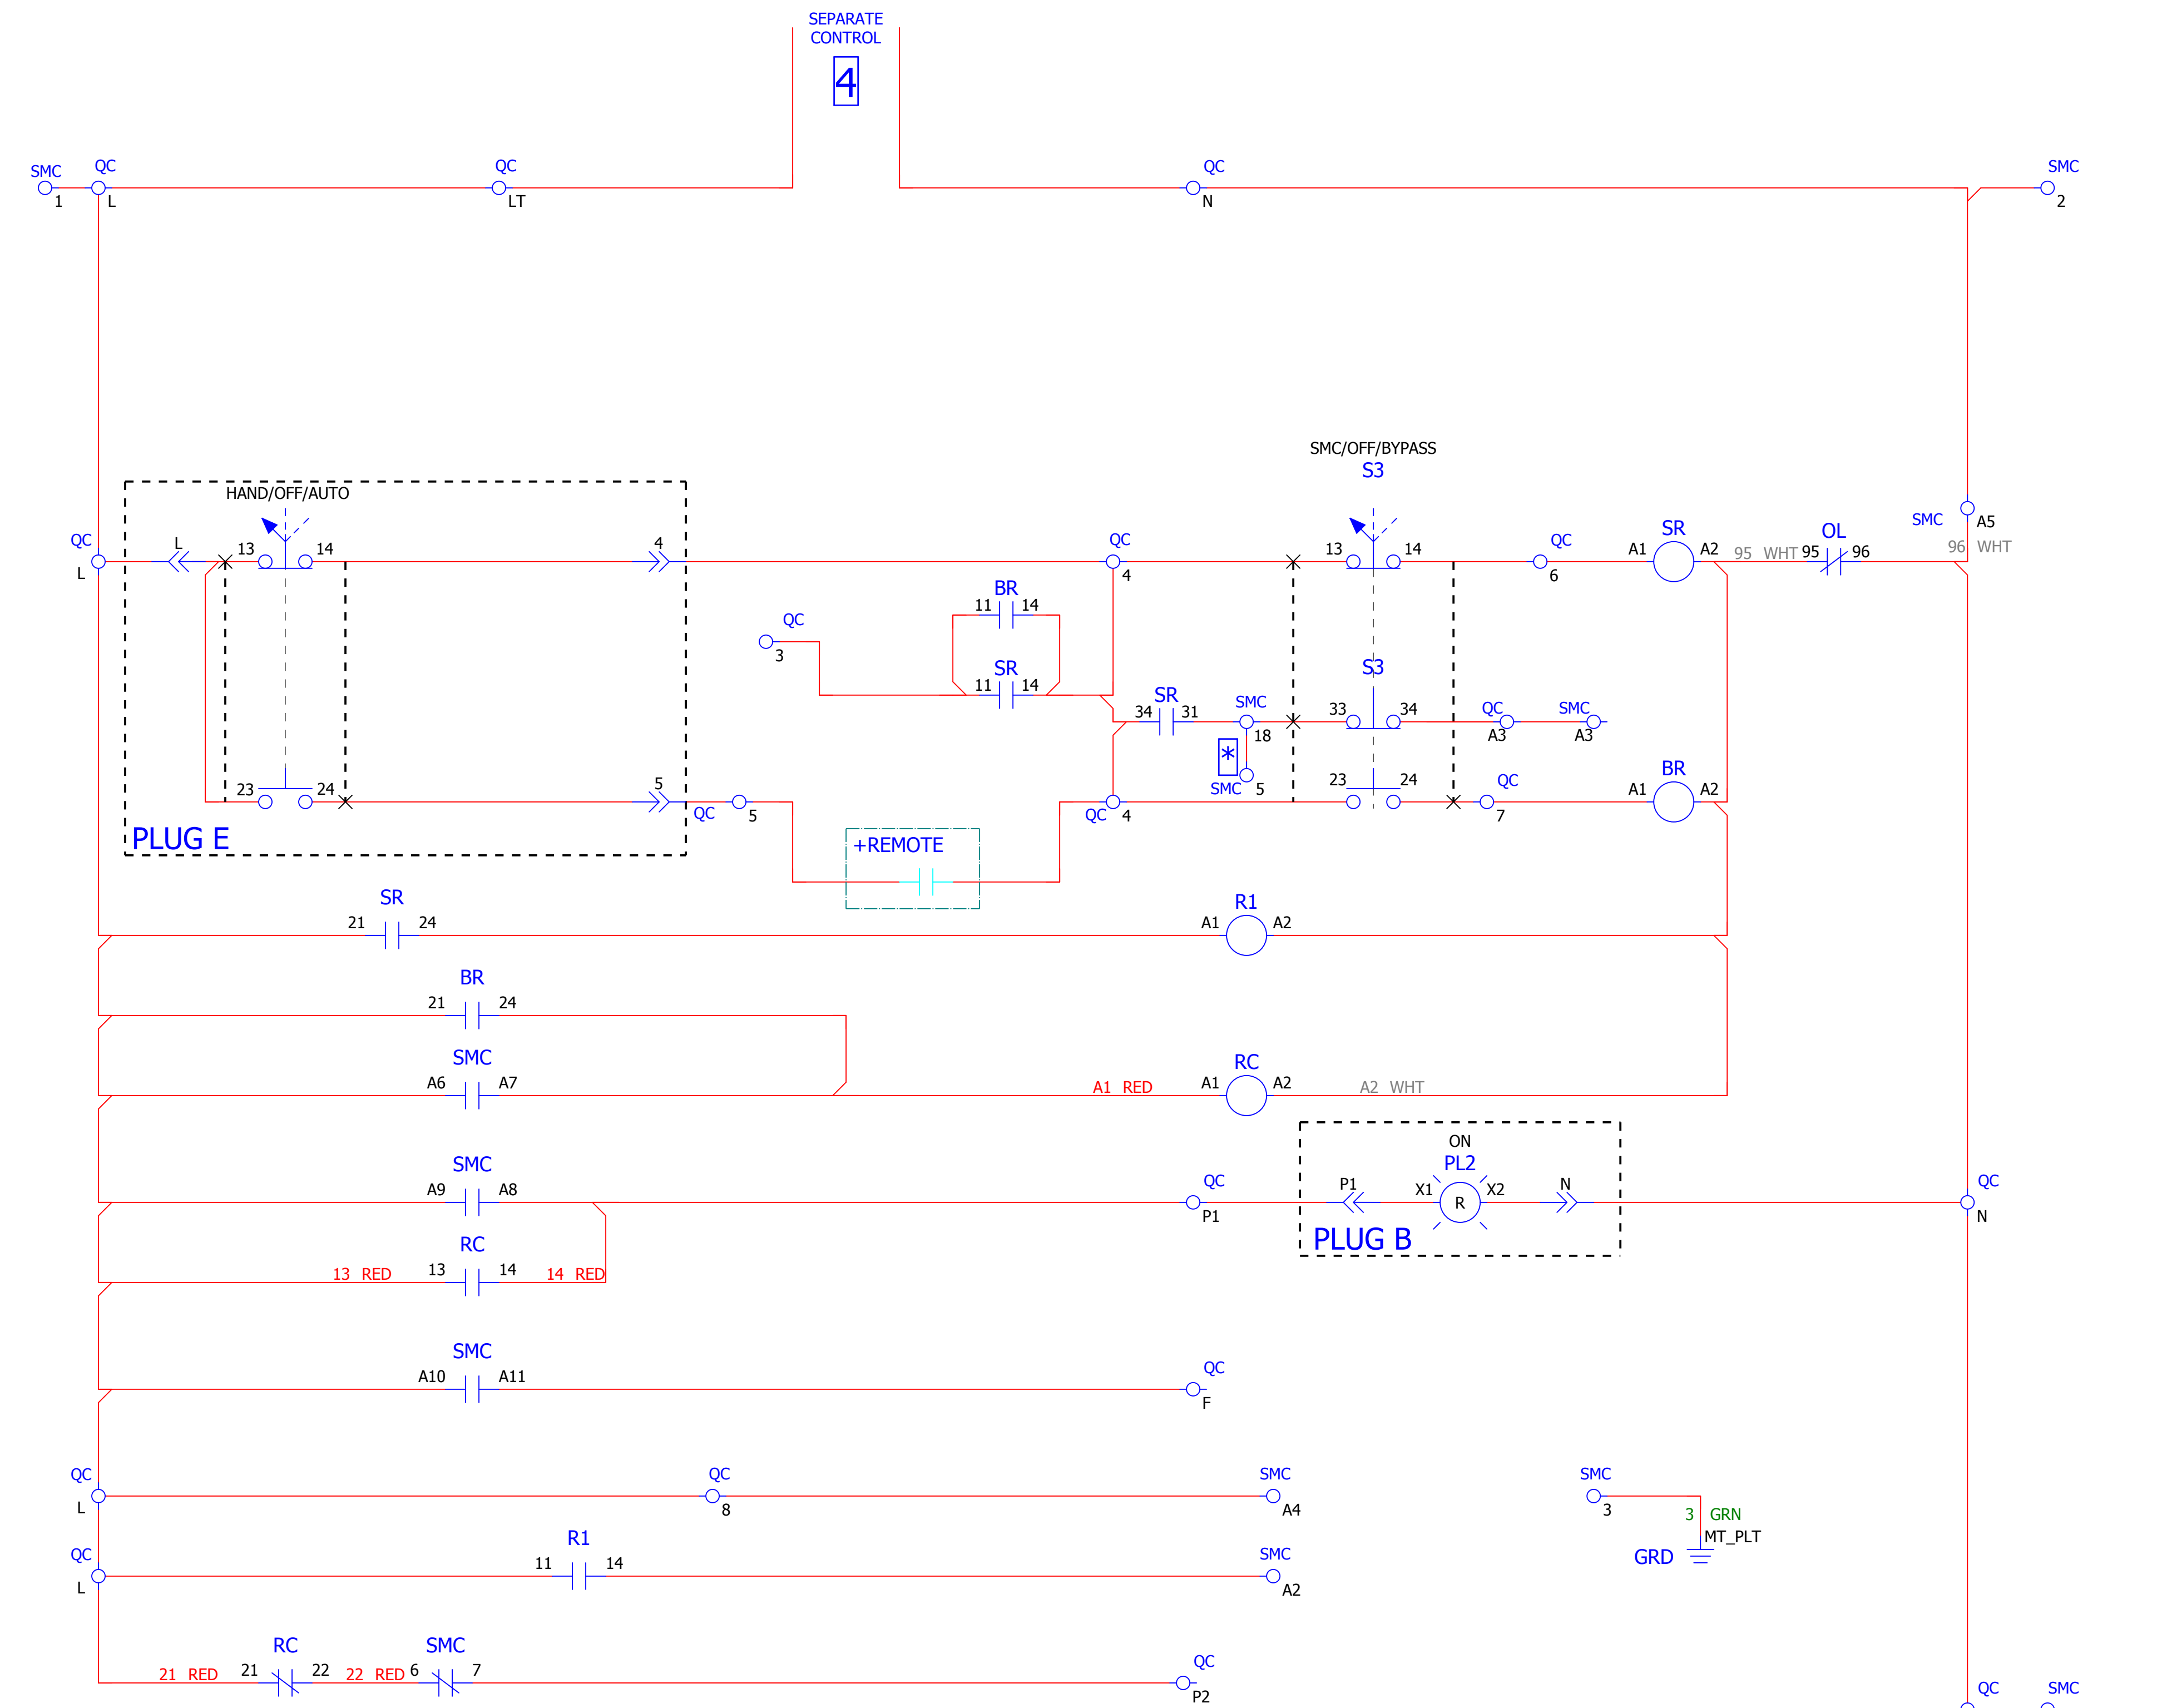 SEPARATE
CONTROL
4
SMC
1
QC
L
QC
LT
QC
N
SMC
2
SMC/OFF/BYPASS
S3
HAND/OFF/AUTO
QC
L
L
13
14
4
QC
4
13
14
QC
6
SR
A1
A2
95 WHT
OL
95
96
SMC
A5
96 WHT
BR
11
14
QC
3
SR
11
14
S3
SR
34
31
SMC
18
33
34
QC
A3
SMC
A3
*
SMC
5
23
24
5
QC
5
QC
4
23
24
QC
7
BR
A1
A2
PLUG E
+REMOTE
SR
21
24
R1
A1
A2
BR
21
24
SMC
A6
A7
A1 RED
RC
A1
A2
A2 WHT
SMC
A9
A8
QC
P1
ON
PL2
P1
X1
R
X2
N
PLUG B
QC
N
RC
13 RED
13
14
14 RED
SMC
A10
A11
QC
F
QC
L
QC
8
SMC
A4
SMC
3
3 GRN
MT_PLT
GRD
QC
L
R1
11
14
SMC
A2
RC
21 RED
21
22
22 RED
SMC
6
7
QC
P2
QC
SMC